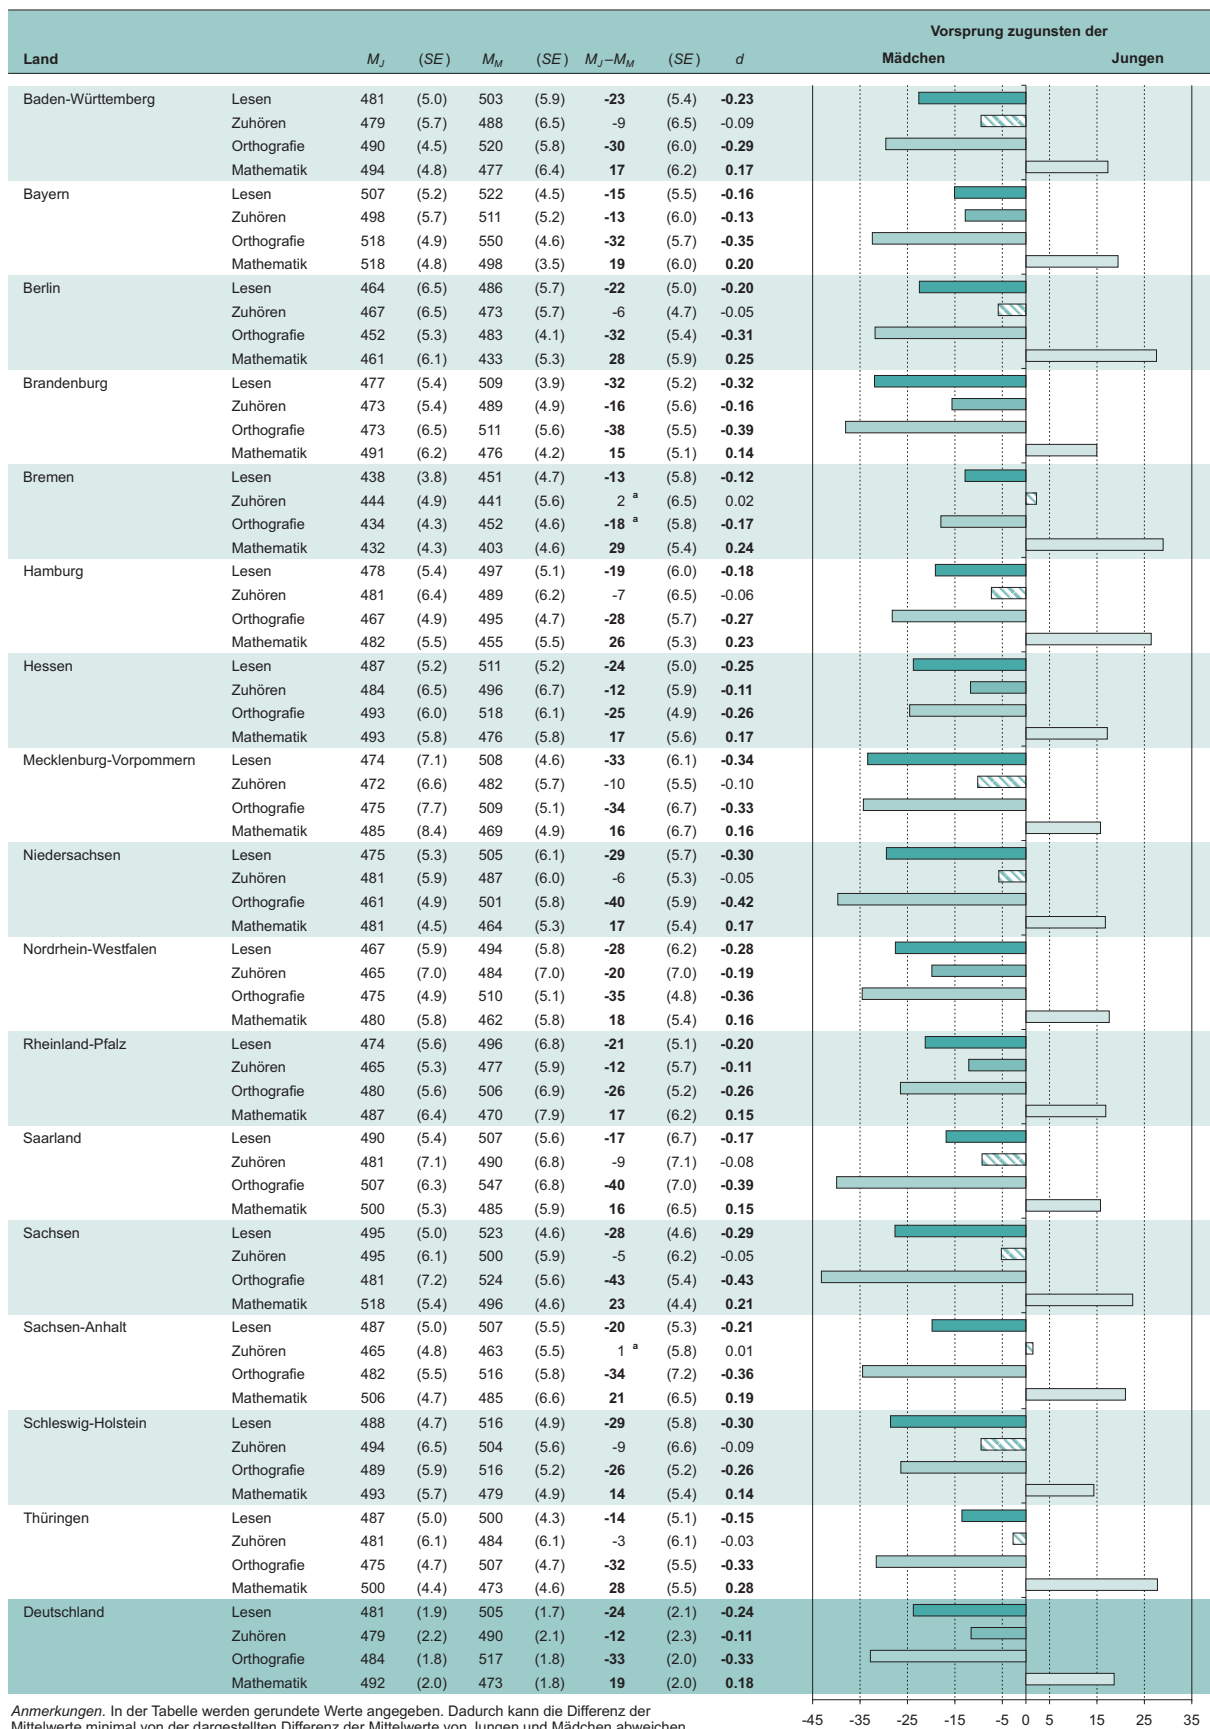 Vorsprung zugunsten der
Land M_J (SE) M_M (SE) M_J–M_M (SE) d Mädchen Jungen
Baden-Württemberg Lesen 481 (5.0) 503 (5.9) -23 (5.4) -0.23
Zuhören 479 (5.7) 488 (6.5) -9 (6.5) -0.09
Orthografie 490 (4.5) 520 (5.8) -30 (6.0) -0.29
Mathematik 494 (4.8) 477 (6.4) 17 (6.2) 0.17
Bayern Lesen 507 (5.2) 522 (4.5) -15 (5.5) -0.16
Zuhören 498 (5.7) 511 (5.2) -13 (6.0) -0.13
Orthografie 518 (4.9) 550 (4.6) -32 (5.7) -0.35
Mathematik 518 (4.8) 498 (3.5) 19 (6.0) 0.20
Berlin Lesen 464 (6.5) 486 (5.7) -22 (5.0) -0.20
Zuhören 467 (6.5) 473 (5.7) -6 (4.7) -0.05
Orthografie 452 (5.3) 483 (4.1) -32 (5.4) -0.31
Mathematik 461 (6.1) 433 (5.3) 28 (5.9) 0.25
Brandenburg Lesen 477 (5.4) 509 (3.9) -32 (5.2) -0.32
Zuhören 473 (5.4) 489 (4.9) -16 (5.6) -0.16
Orthografie 473 (6.5) 511 (5.6) -38 (5.5) -0.39
Mathematik 491 (6.2) 476 (4.2) 15 (5.1) 0.14
Bremen Lesen 438 (3.8) 451 (4.7) -13 (5.8) -0.12
Zuhören 444 (4.9) 441 (5.6) 2 a (6.5) 0.02
Orthografie 434 (4.3) 452 (4.6) -18 a (5.8) -0.17
Mathematik 432 (4.3) 403 (4.6) 29 (5.4) 0.24
Hamburg Lesen 478 (5.4) 497 (5.1) -19 (6.0) -0.18
Zuhören 481 (6.4) 489 (6.2) -7 (6.5) -0.06
Orthografie 467 (4.9) 495 (4.7) -28 (5.7) -0.27
Mathematik 482 (5.5) 455 (5.5) 26 (5.3) 0.23
Hessen Lesen 487 (5.2) 511 (5.2) -24 (5.0) -0.25
Zuhören 484 (6.5) 496 (6.7) -12 (5.9) -0.11
Orthografie 493 (6.0) 518 (6.1) -25 (4.9) -0.26
Mathematik 493 (5.8) 476 (5.8) 17 (5.6) 0.17
Mecklenburg-Vorpommern Lesen 474 (7.1) 508 (4.6) -33 (6.1) -0.34
Zuhören 472 (6.6) 482 (5.7) -10 (5.5) -0.10
Orthografie 475 (7.7) 509 (5.1) -34 (6.7) -0.33
Mathematik 485 (8.4) 469 (4.9) 16 (6.7) 0.16
Niedersachsen Lesen 475 (5.3) 505 (6.1) -29 (5.7) -0.30
Zuhören 481 (5.9) 487 (6.0) -6 (5.3) -0.05
Orthografie 461 (4.9) 501 (5.8) -40 (5.9) -0.42
Mathematik 481 (4.5) 464 (5.3) 17 (5.4) 0.17
Nordrhein-Westfalen Lesen 467 (5.9) 494 (5.8) -28 (6.2) -0.28
Zuhören 465 (7.0) 484 (7.0) -20 (7.0) -0.19
Orthografie 475 (4.9) 510 (5.1) -35 (4.8) -0.36
Mathematik 480 (5.8) 462 (5.8) 18 (5.4) 0.16
Rheinland-Pfalz Lesen 474 (5.6) 496 (6.8) -21 (5.1) -0.20
Zuhören 465 (5.3) 477 (5.9) -12 (5.7) -0.11
Orthografie 480 (5.6) 506 (6.9) -26 (5.2) -0.26
Mathematik 487 (6.4) 470 (7.9) 17 (6.2) 0.15
Saarland Lesen 490 (5.4) 507 (5.6) -17 (6.7) -0.17
Zuhören 481 (7.1) 490 (6.8) -9 (7.1) -0.08
Orthografie 507 (6.3) 547 (6.8) -40 (7.0) -0.39
Mathematik 500 (5.3) 485 (5.9) 16 (6.5) 0.15
Sachsen Lesen 495 (5.0) 523 (4.6) -28 (4.6) -0.29
Zuhören 495 (6.1) 500 (5.9) -5 (6.2) -0.05
Orthografie 481 (7.2) 524 (5.6) -43 (5.4) -0.43
Mathematik 518 (5.4) 496 (4.6) 23 (4.4) 0.21
Sachsen-Anhalt Lesen 487 (5.0) 507 (5.5) -20 (5.3) -0.21
Zuhören 465 (4.8) 463 (5.5) 1 a (5.8) 0.01
Orthografie 482 (5.5) 516 (5.8) -34 (7.2) -0.36
Mathematik 506 (4.7) 485 (6.6) 21 (6.5) 0.19
Schleswig-Holstein Lesen 488 (4.7) 516 (4.9) -29 (5.8) -0.30
Zuhören 494 (6.5) 504 (5.6) -9 (6.6) -0.09
Orthografie 489 (5.9) 516 (5.2) -26 (5.2) -0.26
Mathematik 493 (5.7) 479 (4.9) 14 (5.4) 0.14
Thüringen Lesen 487 (5.0) 500 (4.3) -14 (5.1) -0.15
Zuhören 481 (6.1) 484 (6.1) -3 (6.1) -0.03
Orthografie 475 (4.7) 507 (4.7) -32 (5.5) -0.33
Mathematik 500 (4.4) 473 (4.6) 28 (5.5) 0.28
Deutschland Lesen 481 (1.9) 505 (1.7) -24 (2.1) -0.24
Zuhören 479 (2.2) 490 (2.1) -12 (2.3) -0.11
Orthografie 484 (1.8) 517 (1.8) -33 (2.0) -0.33
Mathematik 492 (2.0) 473 (1.8) 19 (2.0) 0.18
Anmerkungen. In der Tabelle werden gerundete Werte angegeben. Dadurch kann die Differenz der
Mittelwerte minimal von der dargestellten Differenz der Mittelwerte von Jungen und Mädchen abweichen.
-45 -35 -25 -15 -5 0 5 15 25 35